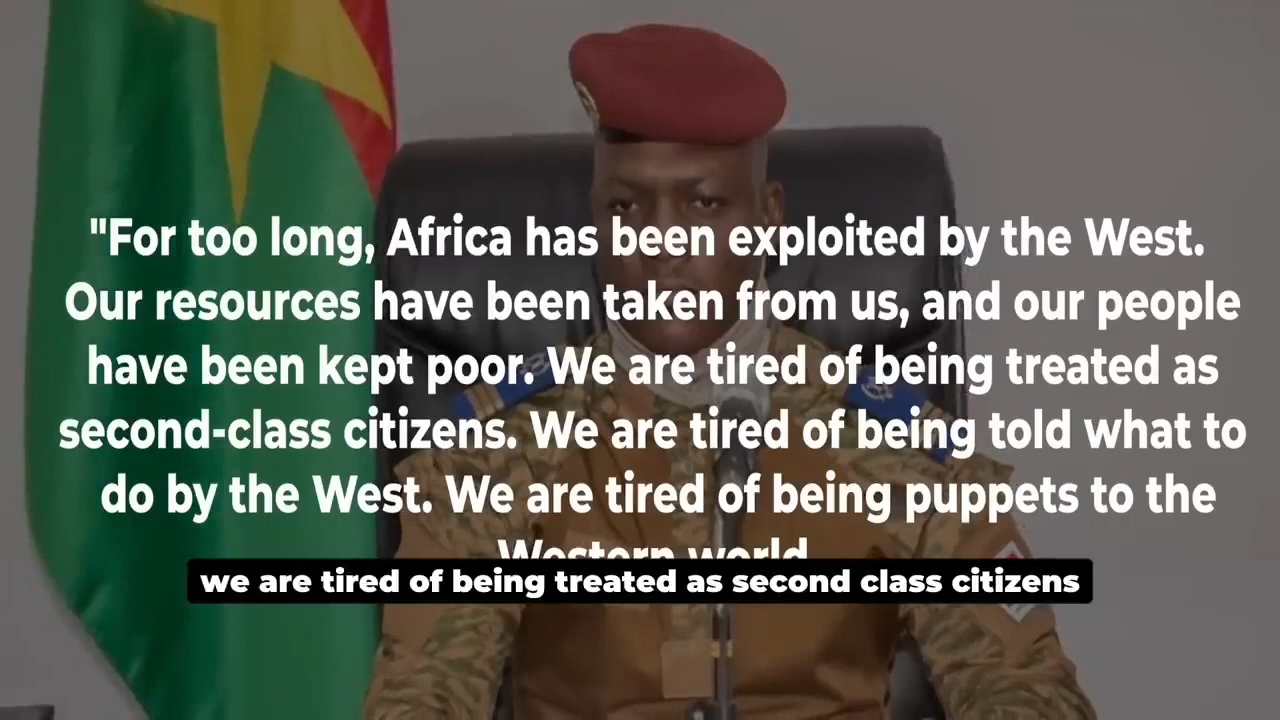 "For too long, Africa has been exploited by the West.
Our resources have been taken from us, and our people
have been kept poor. We are tired of being treated as
second-class citizens. We are tired of being told what to
do by the West. We are tired of being puppets to the
Western world.
we are tired of being treated as second class citizens